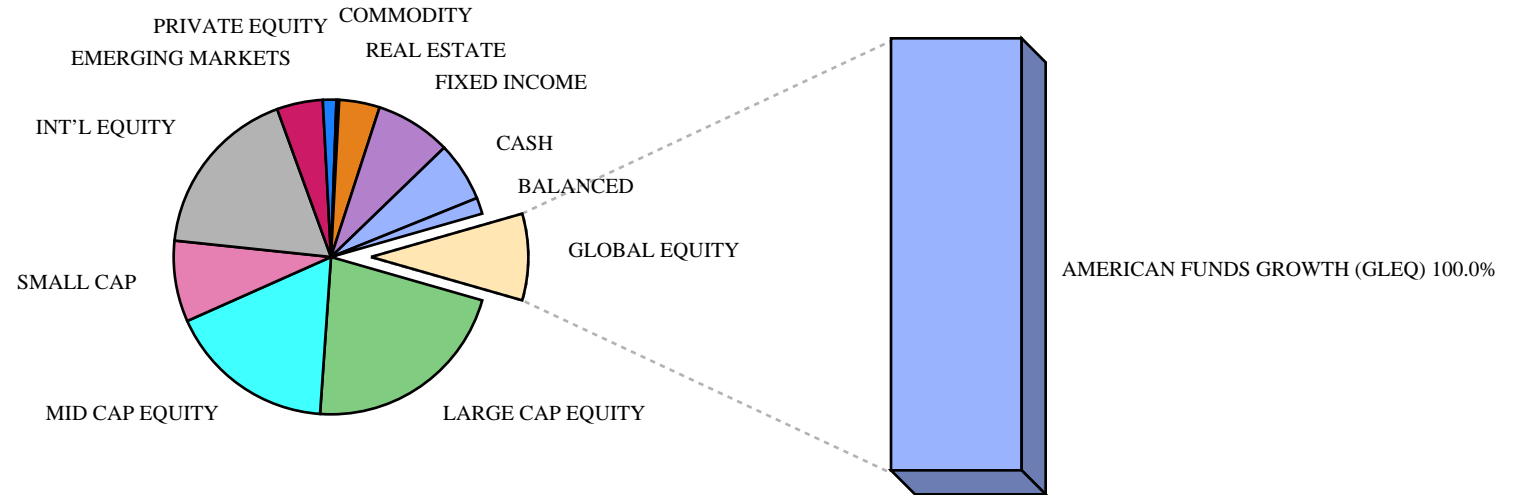 COMMODITY
PRIVATE EQUITY
REAL ESTATE
EMERGING MARKETS
FIXED INCOME
INT'L EQUITY
CASH
BALANCED
GLOBAL EQUITY
AMERICAN FUNDS GROWTH (GLEQ) 100.0%
SMALL CAP
MID CAP EQUITY
LARGE CAP EQUITY